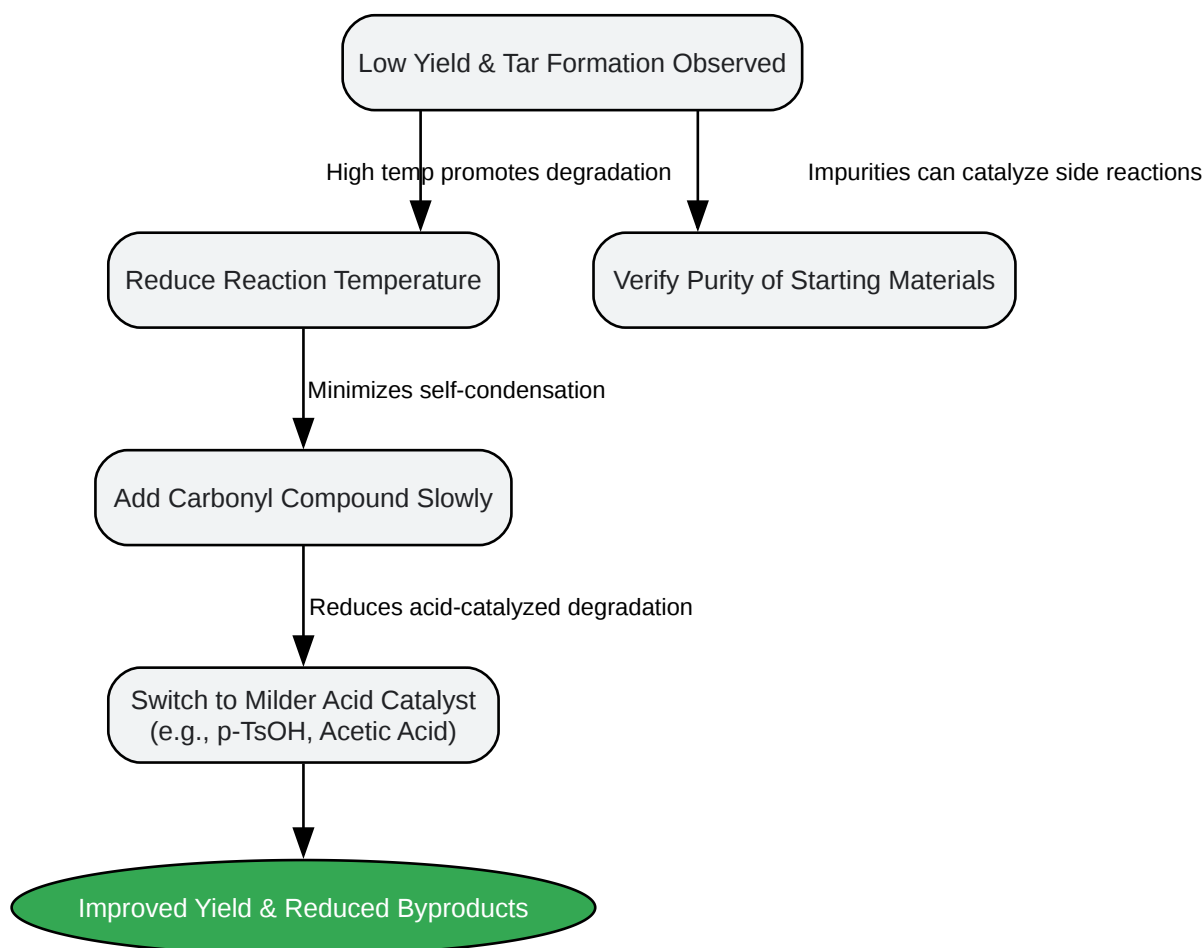 Low Yield & Tar Formation Observed
High temp promotes degradation
Impurities can catalyze side reactions
Reduce Reaction Temperature
Verify Purity of Starting Materials
Minimizes self-condensation
Add Carbonyl Compound Slowly
Reduces acid-catalyzed degradation
Switch to Milder Acid Catalyst
(e.g., p-TsOH, Acetic Acid)
Improved Yield & Reduced Byproducts